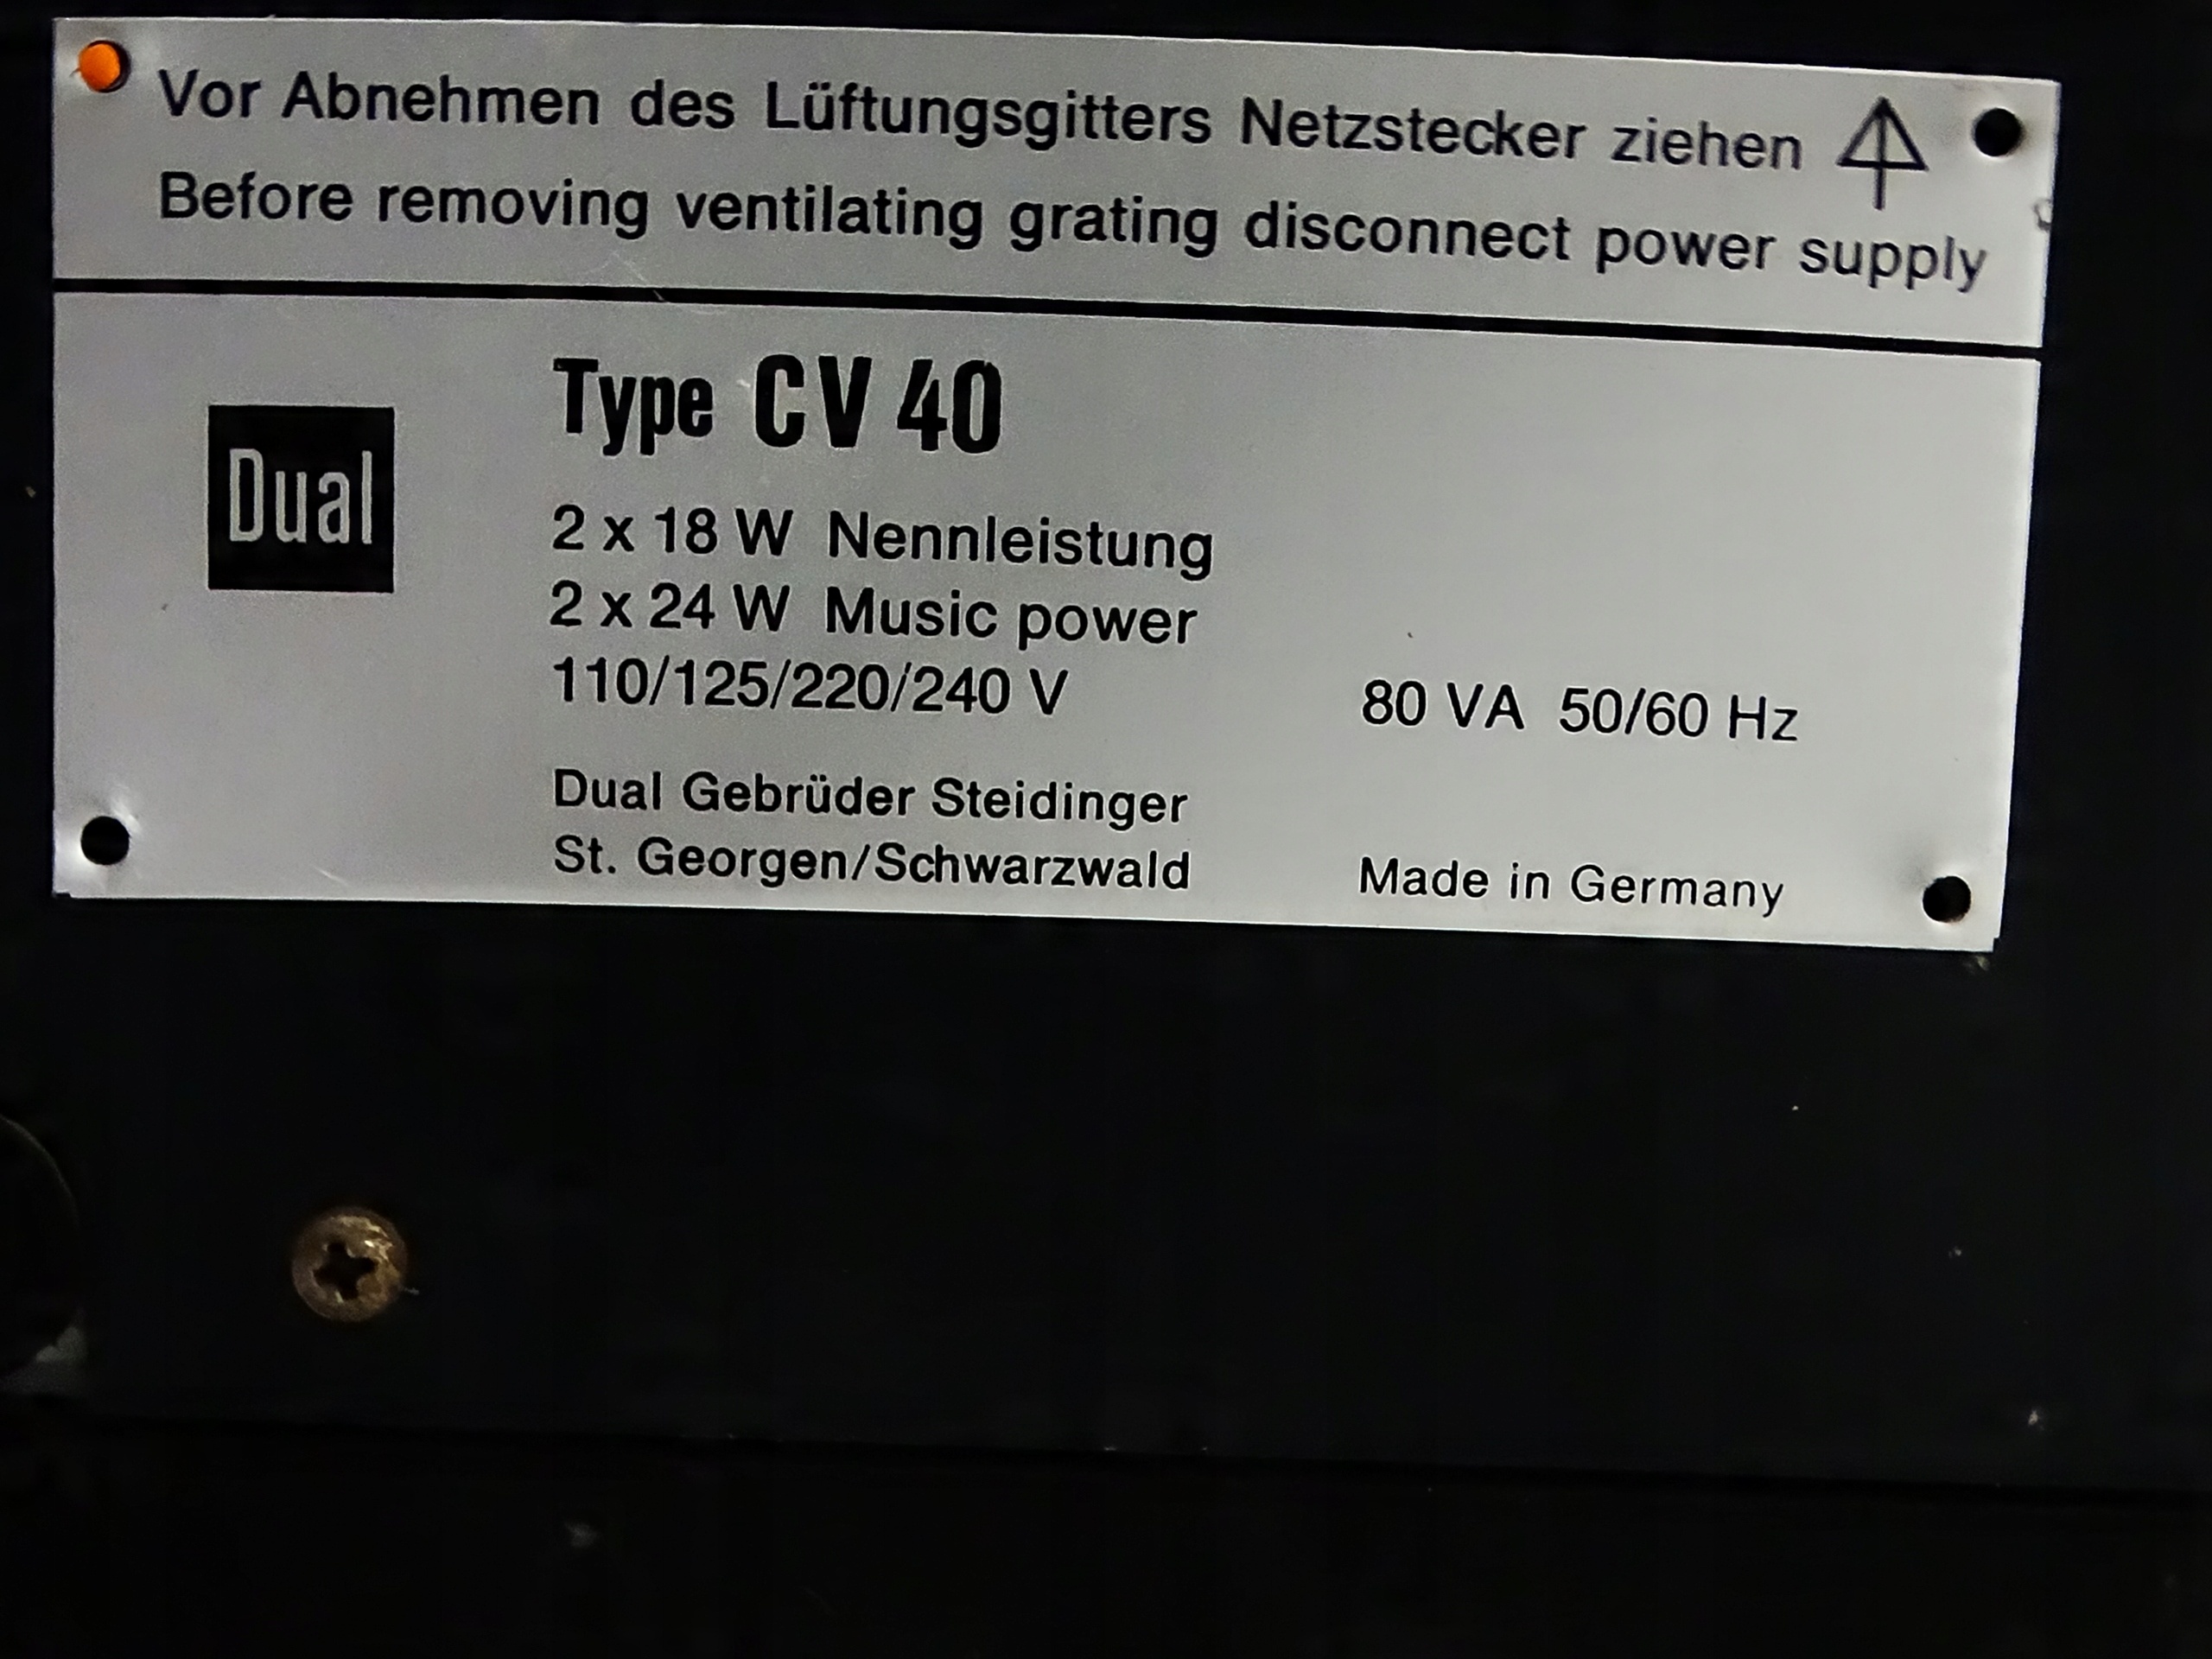 Vor Abnehmen des Lüftungsgitters Netzstecker ziehen
Before removing ventilating grating disconnect power supply
Dual
Type CV 40
2 x 18 W Nennleistung
2 x 24 W Music power
110/125/220/240 V 80 VA 50/60 Hz
Dual Gebrüder Steidinger
St. Georgen/Schwarzwald Made in Germany